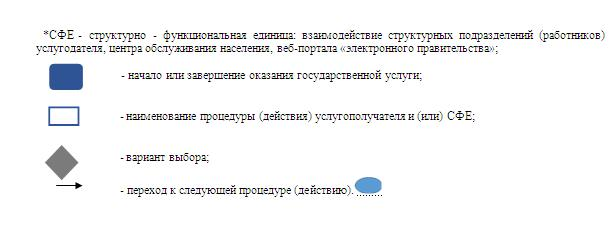 *СФЕ - структурно - функциональная единица: взаимодействие структурных подразделений (работников)
услугодателя, центра обслуживания населения, веб-портала «электронного правительства»;
- начало или завершение оказания государственной услуги;
- наименование процедуры (действия) услугополучателя и (или) СФЕ;
- вариант выбора;
- переход к следующей процедуре (действию).